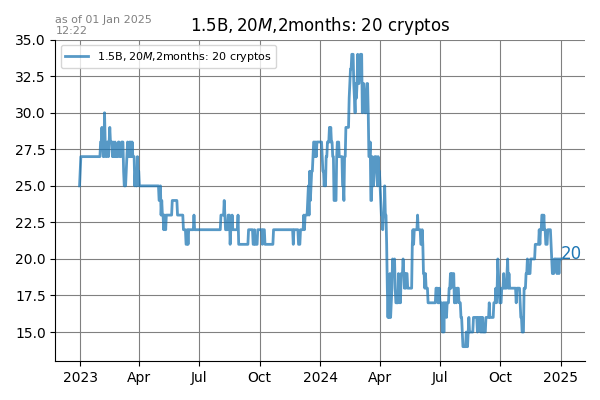 as of 01 Jan 2025
12:22
1.5B, 20M,2months: 20 cryptos
1.5B, 20M,2months: 20 cryptos
35.0
32.5
30.0
27.5
25.0
22.5
20.0
17.5
15.0
20
2023 Apr Jul Oct 2024 Apr Jul Oct 2025